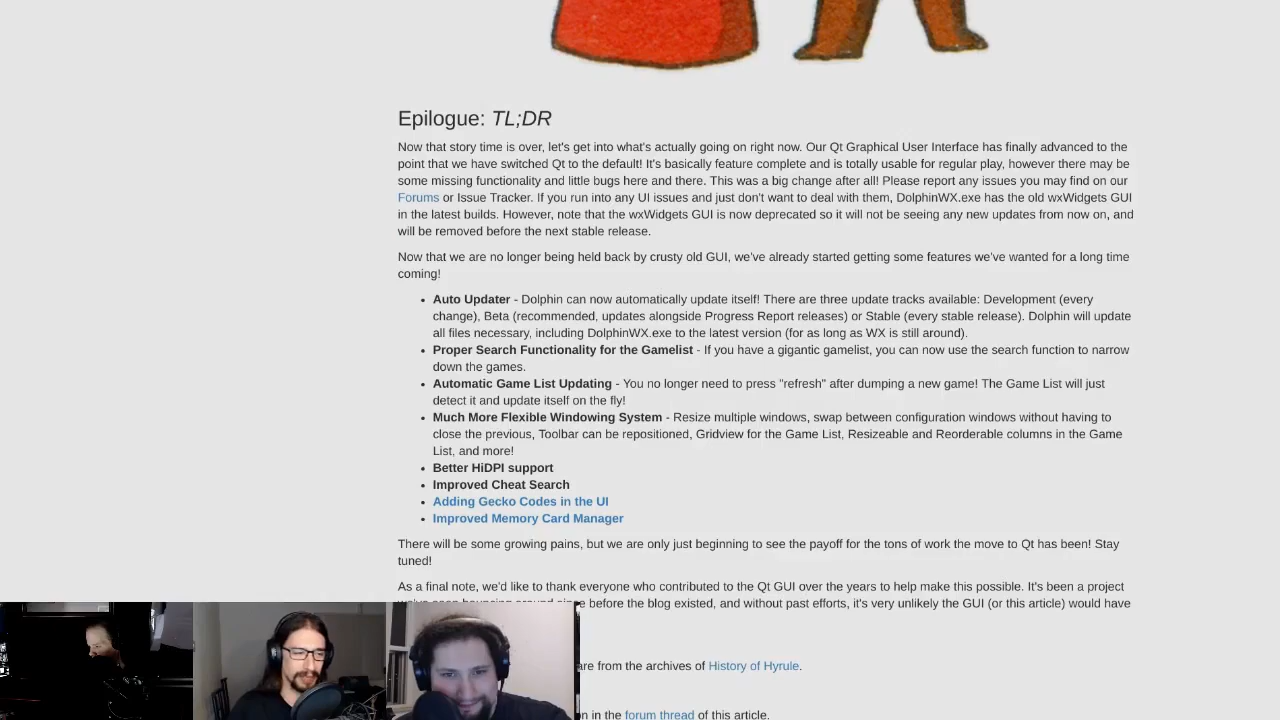 Epilogue: TL;DR
Now that story time is over, let's get into what's actually going on right now. Our Qt Graphical User Interface has finally advanced to the
point that we have switched Qt to the default! It's basically feature complete and is totally usable for regular play, however there may be
some missing functionality and little bugs here and there. This was a big change after all! Please report any issues you may find on our
Forums or Issue Tracker. If you run into any UI issues and just don't want to deal with them, DolphinWX.exe has the old wxWidgets GUI
in the latest builds. However, note that the wxWidgets GUI is now deprecated so it will not be seeing any new updates from now on, and
will be removed before the next stable release.
Now that we are no longer being held back by crusty old GUI, we've already started getting some features we've wanted for a long time
coming!
• Auto Updater - Dolphin can now automatically update itself! There are three update tracks available: Development (every
change), Beta (recommended, updates alongside Progress Report releases) or Stable (every stable release). Dolphin will update
all files necessary, including DolphinWX.exe to the latest version (for as long as WX is still around).
• Proper Search Functionality for the Gamelist - If you have a gigantic gamelist, you can now use the search function to narrow
down the games.
• Automatic Game List Updating - You no longer need to press "refresh" after dumping a new game! The Game List will just
detect it and update itself on the fly!
• Much More Flexible Windowing System - Resize multiple windows, swap between configuration windows without having to
close the previous, Toolbar can be repositioned, Gridview for the Game List, Resizeable and Reorderable columns in the Game
List, and more!
• Better HiDPI support
• Improved Cheat Search
• Adding Gecko Codes in the UI
• Improved Memory Card Manager
There will be some growing pains, but we are only just beginning to see the payoff for the tons of work the move to Qt has been! Stay
tuned!
As a final note, we'd like to thank everyone who contributed to the Qt GUI over the years to help make this possible. It's been a project
before the blog existed, and without past efforts, it's very unlikely the GUI (or this article) would have
are from the archives of History of Hyrule.
in the forum thread of this article.